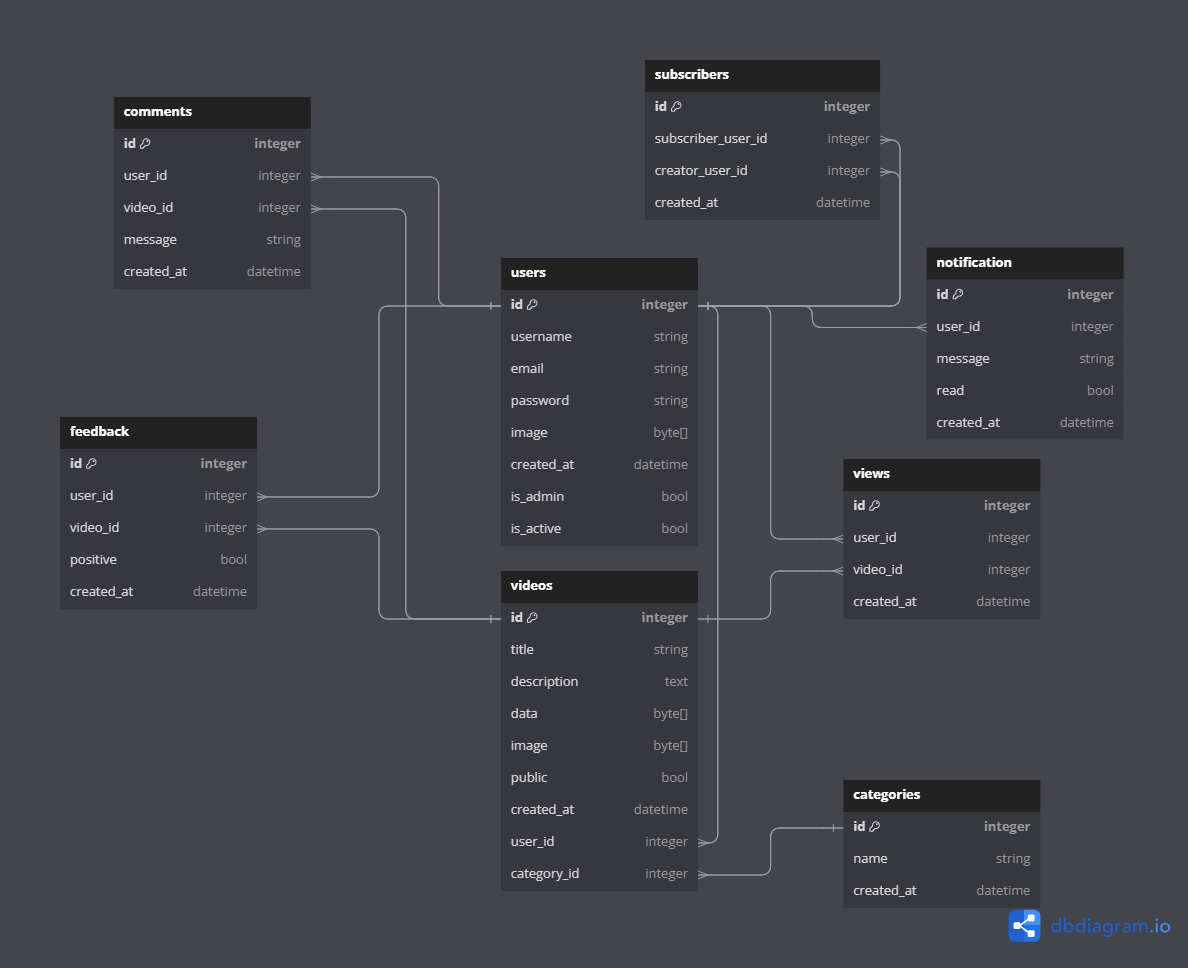 subscribers
id integer
subscriber_user_id integer
creator_user_id integer
created_at datetime
comments
id integer
user_id integer
video_id integer
message string
created_at datetime
users
id integer
username string
email string
password string
image byte[]
created_at datetime
is_admin bool
is_active bool
notification
id integer
user_id integer
message string
read bool
created_at datetime
feedback
id integer
user_id integer
video_id integer
positive bool
created_at datetime
views
id integer
user_id integer
video_id integer
created_at datetime
videos
id integer
title string
description text
data byte[]
image byte[]
public bool
created_at datetime
user_id integer
category_id integer
categories
id integer
name string
created_at datetime
dbdiagram.io